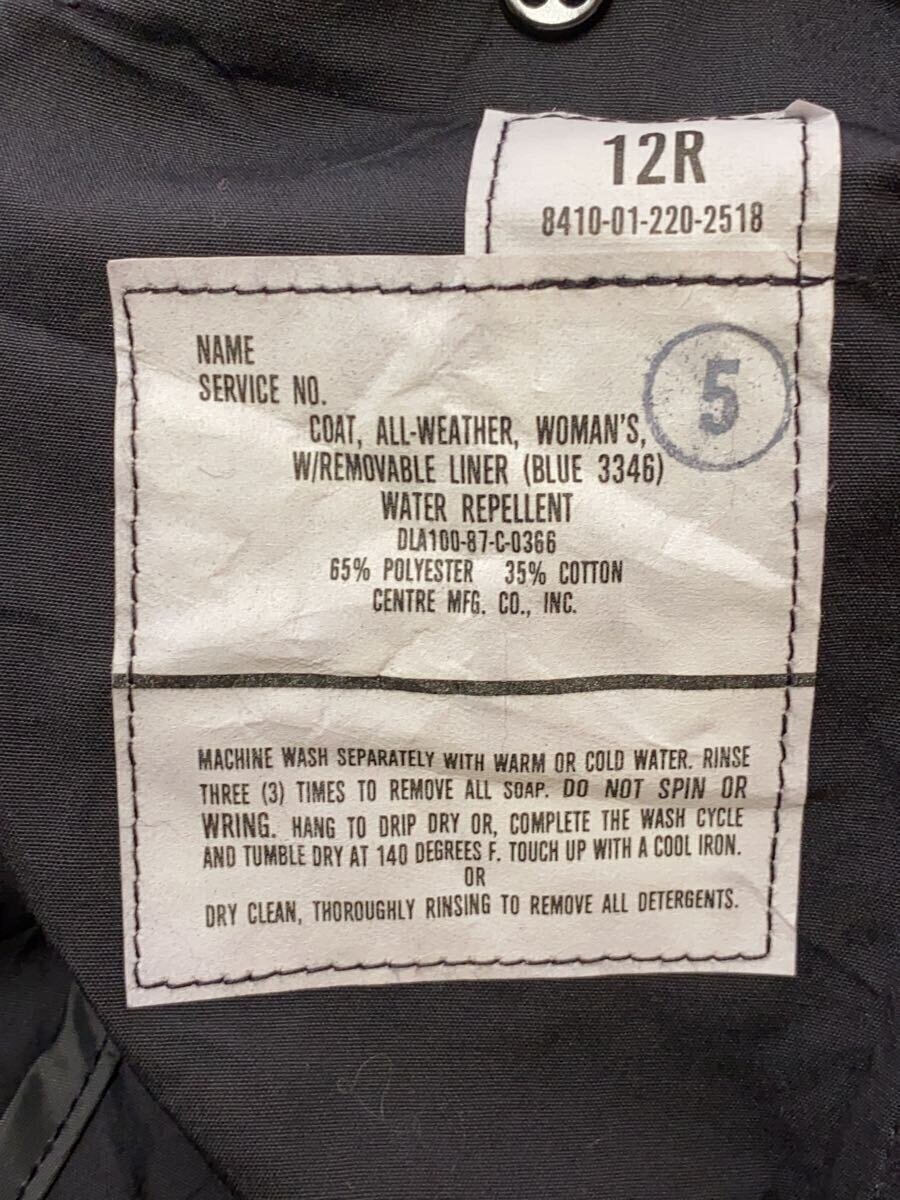 12R
8410-01-220-2518
NAME
SERVICE NO.
5
COAT, ALL-WEATHER, WOMAN'S,
W/REMOVABLE LINER (BLUE 3346)
WATER REPELLENT
DLA100-87-C-0366
65% POLYESTER 35% COTTON
CENTRE MFG. CO., INC.
MACHINE WASH SEPARATELY WITH WARM OR COLD WATER. RINSE
THREE (3) TIMES TO REMOVE ALL SOAP. DO NOT SPIN OR
WRING. HANG TO DRIP DRY OR, COMPLETE THE WASH CYCLE
AND TUMBLE DRY AT 140 DEGREES F. TOUCH UP WITH A COOL IRON.
OR
DRY CLEAN, THOROUGHLY RINSING TO REMOVE ALL DETERGENTS.